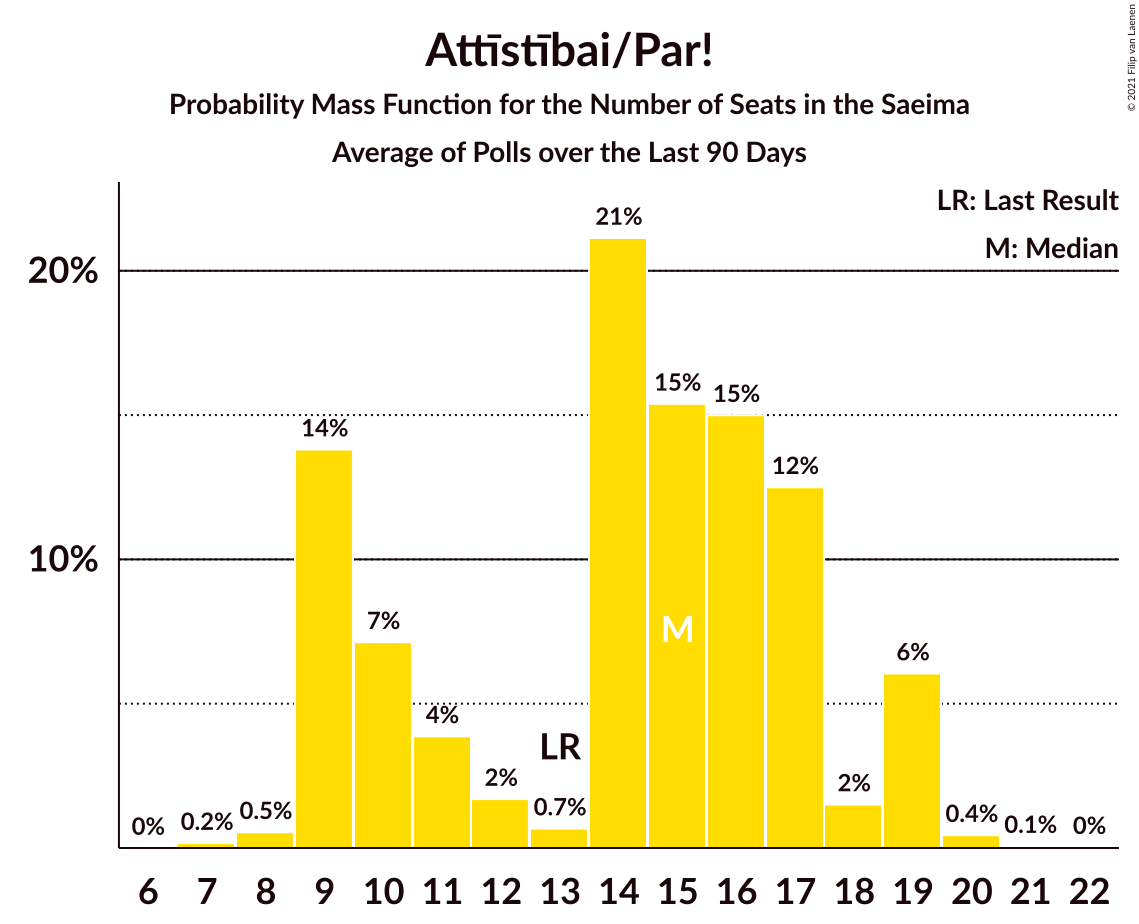 Attīstībai/Par!
Probability Mass Function for the Number of Seats in the Saeima
Average of Polls over the Last 90 Days
© 2021 Filip van Laenen
LR: Last Result
M: Median
20%
10%
0%
0.2%
0.5%
14%
7%
4%
2%
LR
0.7%
21%
15%
M
15%
12%
2%
6%
0.4%
0.1%
0%
6 7 8 9 10 11 12 13 14 15 16 17 18 19 20 21 22